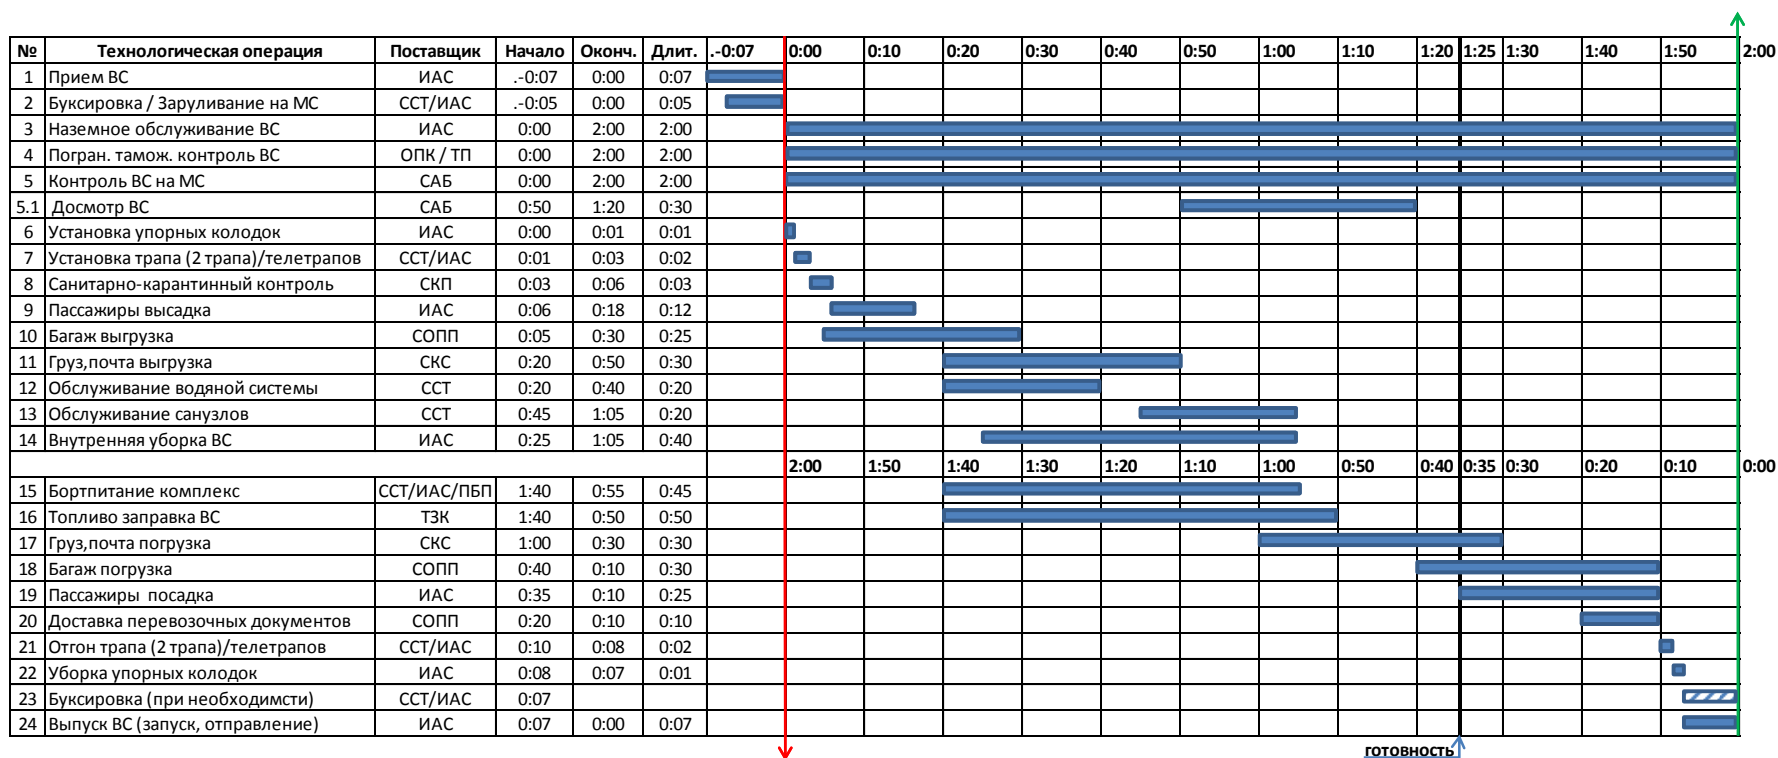 № Технологическая операция Поставщик Начало Оконч. Длит. .-0:07 0:00 0:10 0:20 0:30 0:40 0:50 1:00 1:10 1:20 1:25 1:30 1:40 1:50 2:00
1 Прием ВС ИАС .-0:07 0:00 0:07
2 Буксировка / Заруливание на МС ССТ/ИАС .-0:05 0:00 0:05
3 Наземное обслуживание ВС ИАС 0:00 2:00 2:00
4 Погран. тамож. контроль ВС ОПК / ТП 0:00 2:00 2:00
5 Контроль ВС на МС САБ 0:00 2:00 2:00
5.1 Досмотр ВС САБ 0:50 1:20 0:30
6 Установка упорных колодок ИАС 0:00 0:01 0:01
7 Установка трапа (2 трапа)/телетрапов ССТ/ИАС 0:01 0:03 0:02
8 Санитарно-карантинный контроль СКП 0:03 0:06 0:03
9 Пассажиры высадка ИАС 0:06 0:18 0:12
10 Багаж выгрузка СОПП 0:05 0:30 0:25
11 Груз,почта выгрузка СКС 0:20 0:50 0:30
12 Обслуживание водяной системы ССТ 0:20 0:40 0:20
13 Обслуживание санузлов ССТ 0:45 1:05 0:20
14 Внутренняя уборка ВС ИАС 0:25 1:05 0:40
2:00 1:50 1:40 1:30 1:20 1:10 1:00 0:50 0:40 0:35 0:30 0:20 0:10 0:00
15 Бортпитание комплекс ССТ/ИАС/ПБП 1:40 0:55 0:45
16 Топливо заправка ВС ТЗК 1:40 0:50 0:50
17 Груз,почта погрузка СКС 1:00 0:30 0:30
18 Багаж погрузка СОПП 0:40 0:10 0:30
19 Пассажиры посадка ИАС 0:35 0:10 0:25
20 Доставка перевозочных документов СОПП 0:20 0:10 0:10
21 Отгон трапа (2 трапа)/телетрапов ССТ/ИАС 0:10 0:08 0:02
22 Уборка упорных колодок ИАС 0:08 0:07 0:01
23 Буксировка (при необходимсти) ССТ/ИАС 0:07
24 Выпуск ВС (запуск, отправление) ИАС 0:07 0:00 0:07
готовность